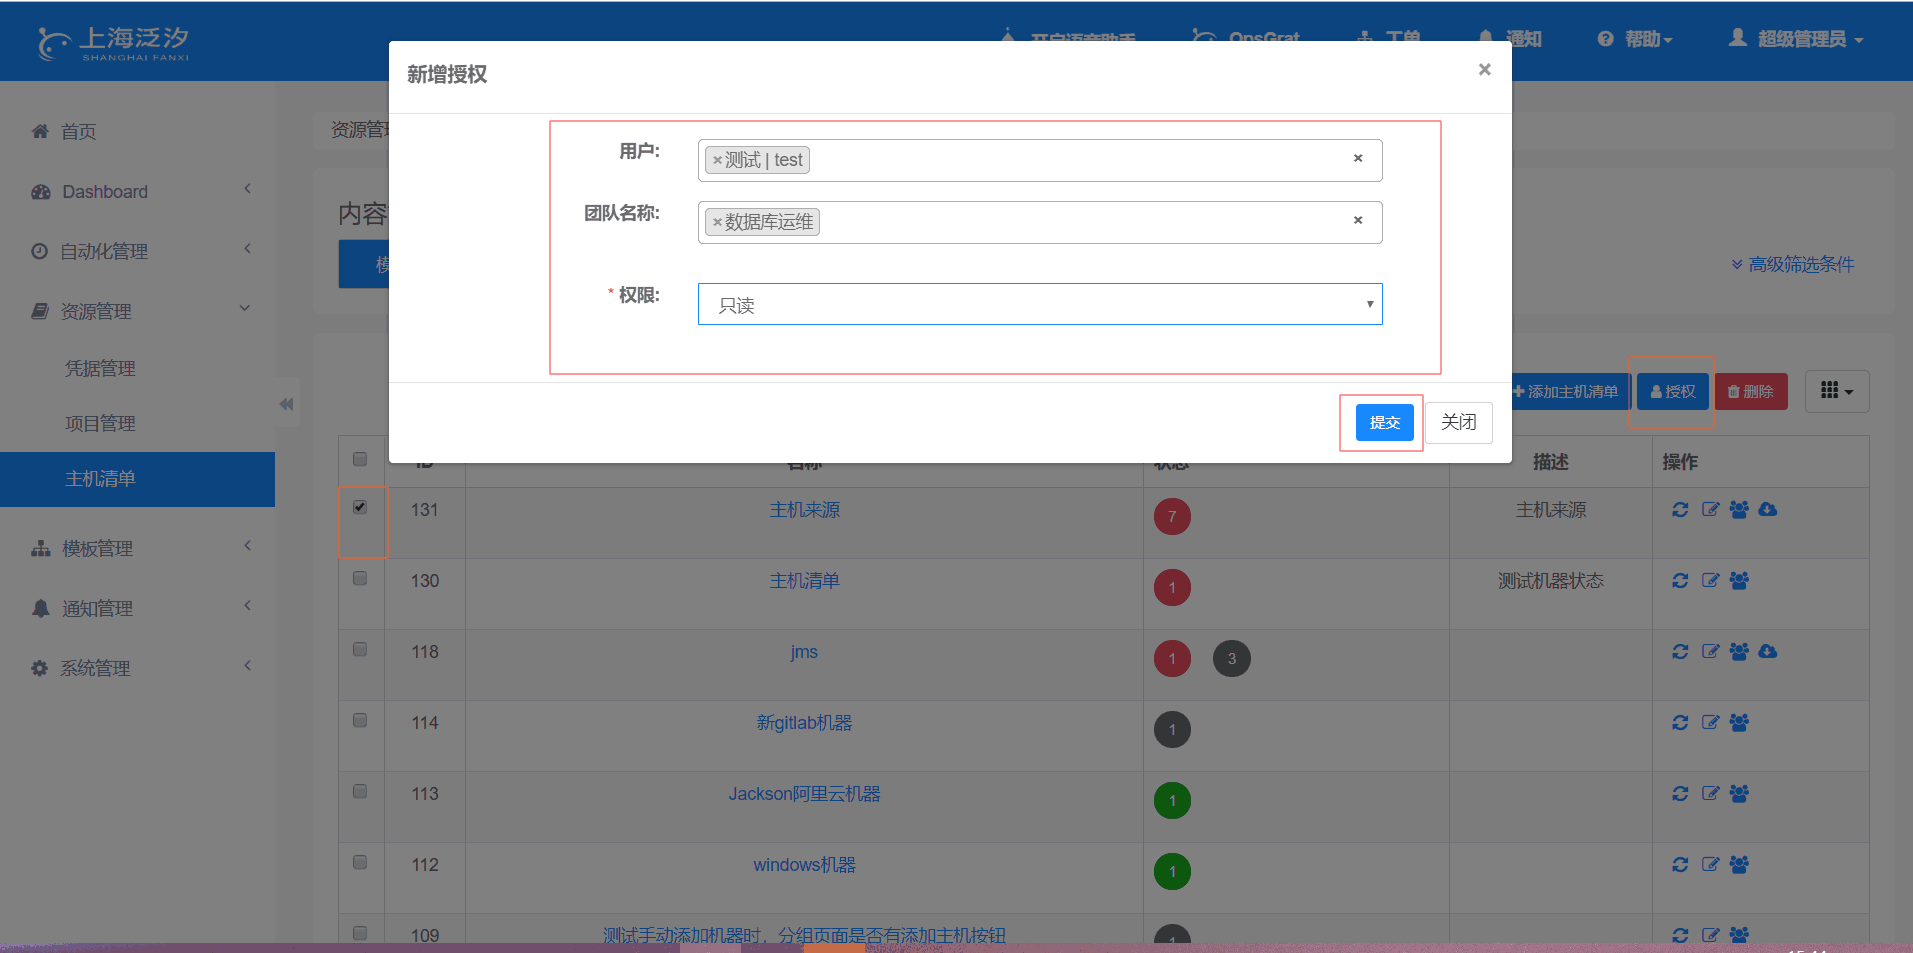 上海泛汐
SHANGHAI FANXI
开启语音助手
OpsGrat
工单
通知
帮助
超级管理员
新增授权
×
用户:
×测试 | test
×
团队名称:
×数据库运维
×
* 权限:
只读
提交
关闭
首页
Dashboard
自动化管理
资源管理
凭据管理
项目管理
主机清单
模板管理
通知管理
系统管理
资源管
内容
高级筛选条件
添加主机清单
授权
删除
ID 名称 状态 描述 操作
131 主机来源 7 主机来源
130 主机清单 1 测试机器状态
118 jms 1 3
114 新gitlab机器 1
113 Jackson阿里云机器 1
112 windows机器 1
109 测试手动添加机器时，分组页面是否有添加主机按钮 1